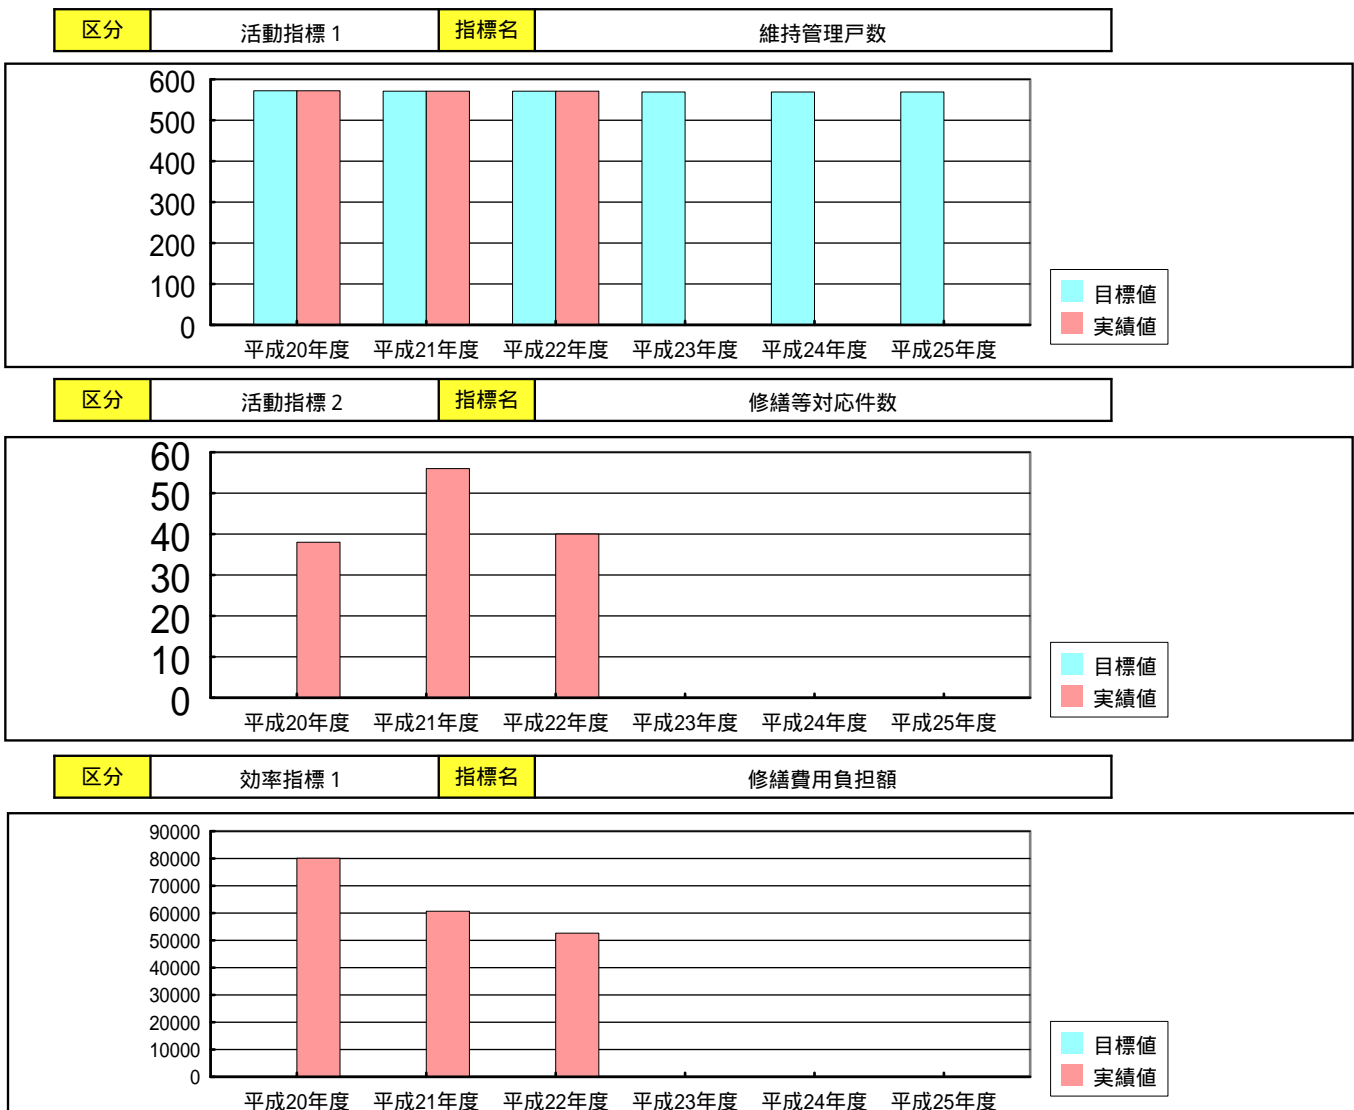 区分 活動指標１ 指標名 維持管理戸数
600
500
400
300
200
100
0
平成20年度 平成21年度 平成22年度 平成23年度 平成24年度 平成25年度
目標値
実績値
区分 活動指標２ 指標名 修繕等対応件数
60
50
40
30
20
10
0
平成20年度 平成21年度 平成22年度 平成23年度 平成24年度 平成25年度
目標値
実績値
区分 効率指標１ 指標名 修繕費用負担額
90000
80000
70000
60000
50000
40000
30000
20000
10000
0
平成20年度 平成21年度 平成22年度 平成23年度 平成24年度 平成25年度
目標値
実績値